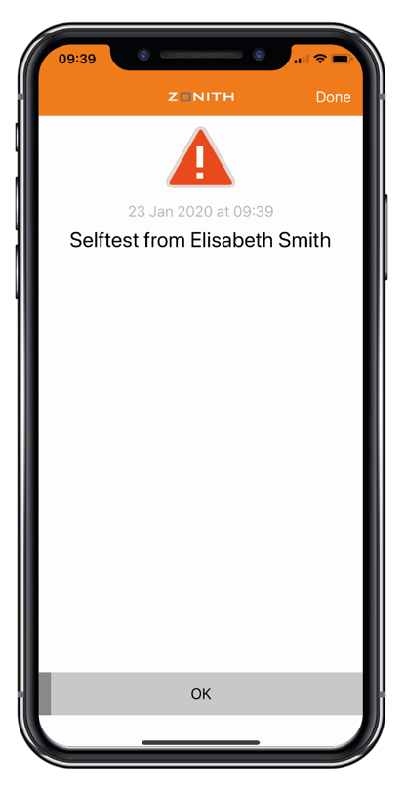 09:39
ZONITH
Done
23 Jan 2020 at 09:39
Selftest from Elisabeth Smith
OK